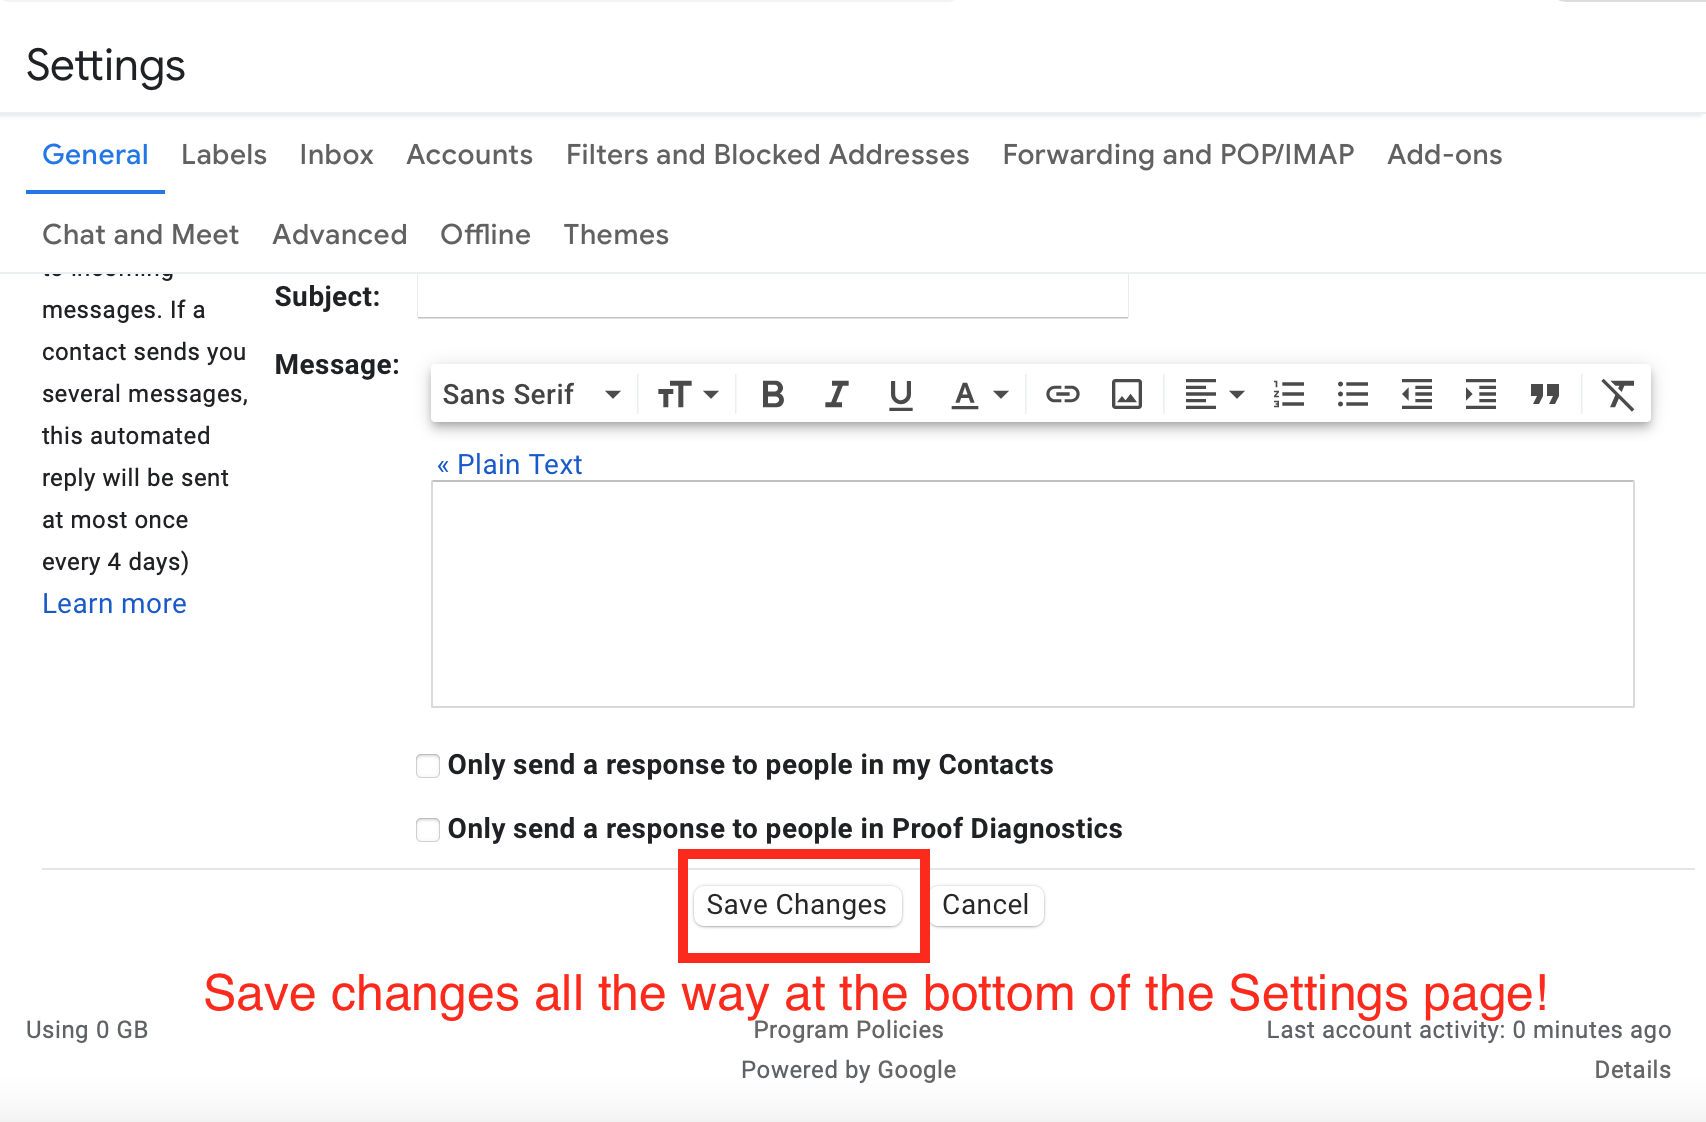 Settings
General Labels Inbox Accounts Filters and Blocked Addresses Forwarding and POP/IMAP Add-ons
Chat and Meet Advanced Offline Themes
to incoming
messages. If a
contact sends you
several messages,
this automated
reply will be sent
at most once
every 4 days)
Learn more
Subject:
Message:
Sans Serif
« Plain Text
Only send a response to people in my Contacts
Only send a response to people in Proof Diagnostics
Save Changes Cancel
Save changes all the way at the bottom of the Settings page!
Using 0 GB
Program Policies
Powered by Google
Last account activity: 0 minutes ago
Details